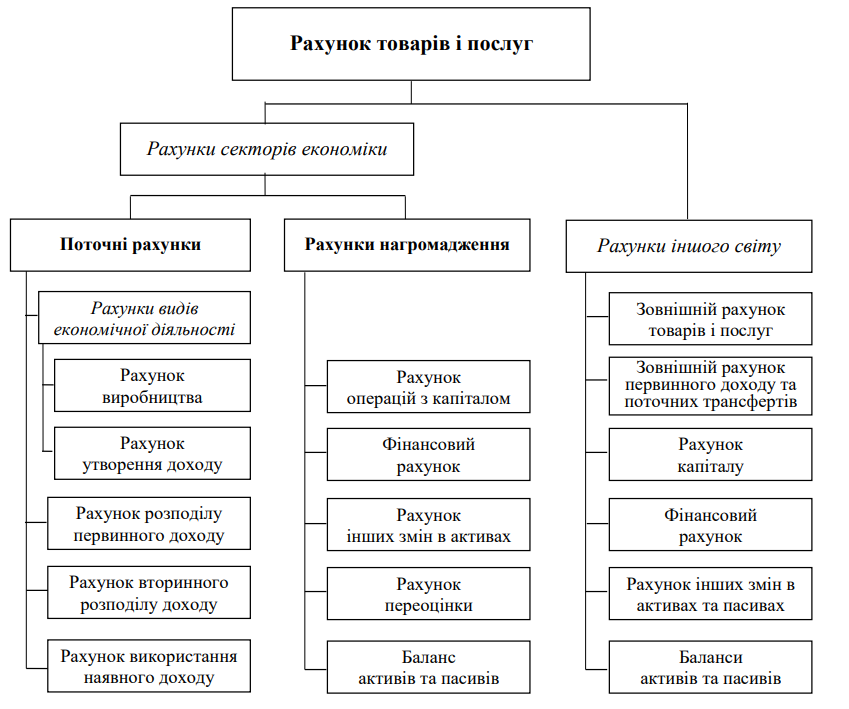 Рахунок товарів і послуг
Рахунки секторів економіки
Поточні рахунки
Рахунки видів
економічної діяльності
Рахунок
виробництва
Рахунок
утворення доходу
Рахунок розподілу
первинного доходу
Рахунок вторинного
розподілу доходу
Рахунок використання
наявного доходу
Рахунки нагромадження
Рахунок
операцій з капіталом
Фінансовий
рахунок
Рахунок
інших змін в активах
Рахунок
переоцінки
Баланс
активів та пасивів
Рахунки іншого світу
Зовнішній рахунок
товарів і послуг
Зовнішній рахунок
первинного доходу та
поточних трансфертів
Рахунок
капіталу
Фінансовий
рахунок
Рахунок інших змін в
активах та пасивах
Баланси
активів та пасивів